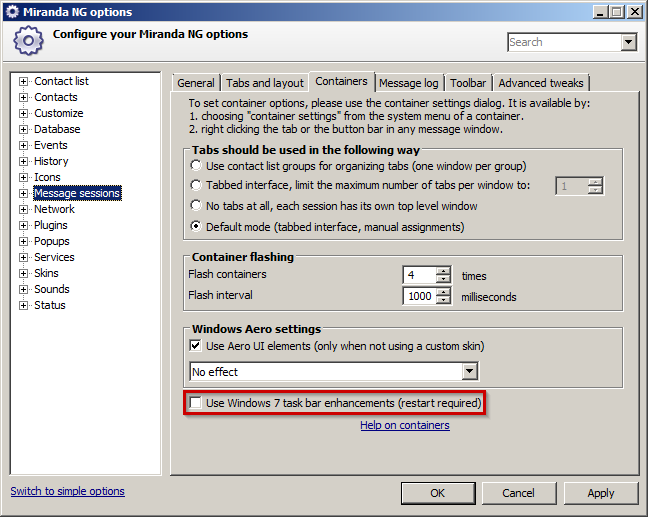 Miranda NG options
Configure your Miranda NG options
Search
Contact list
Contacts
Customize
Database
Events
History
Icons
Message sessions
Network
Plugins
Popups
Services
Skins
Sounds
Status
General Tabs and layout Containers Message log Toolbar Advanced tweaks
To set container options, please use the container settings dialog. It is available by:
1. choosing "container settings" from the system menu of a container.
2. right clicking the tab or the button bar in any message window.
Tabs should be used in the following way
Use contact list groups for organizing tabs (one window per group)
Tabbed interface, limit the maximum number of tabs per window to: 1
No tabs at all, each session has its own top level window
Default mode (tabbed interface, manual assignments)
Container flashing
Flash containers 4 times
Flash interval 1000 milliseconds
Windows Aero settings
Use Aero UI elements (only when not using a custom skin)
No effect
Use Windows 7 task bar enhancements (restart required)
Help on containers
Switch to simple options
OK Cancel Apply